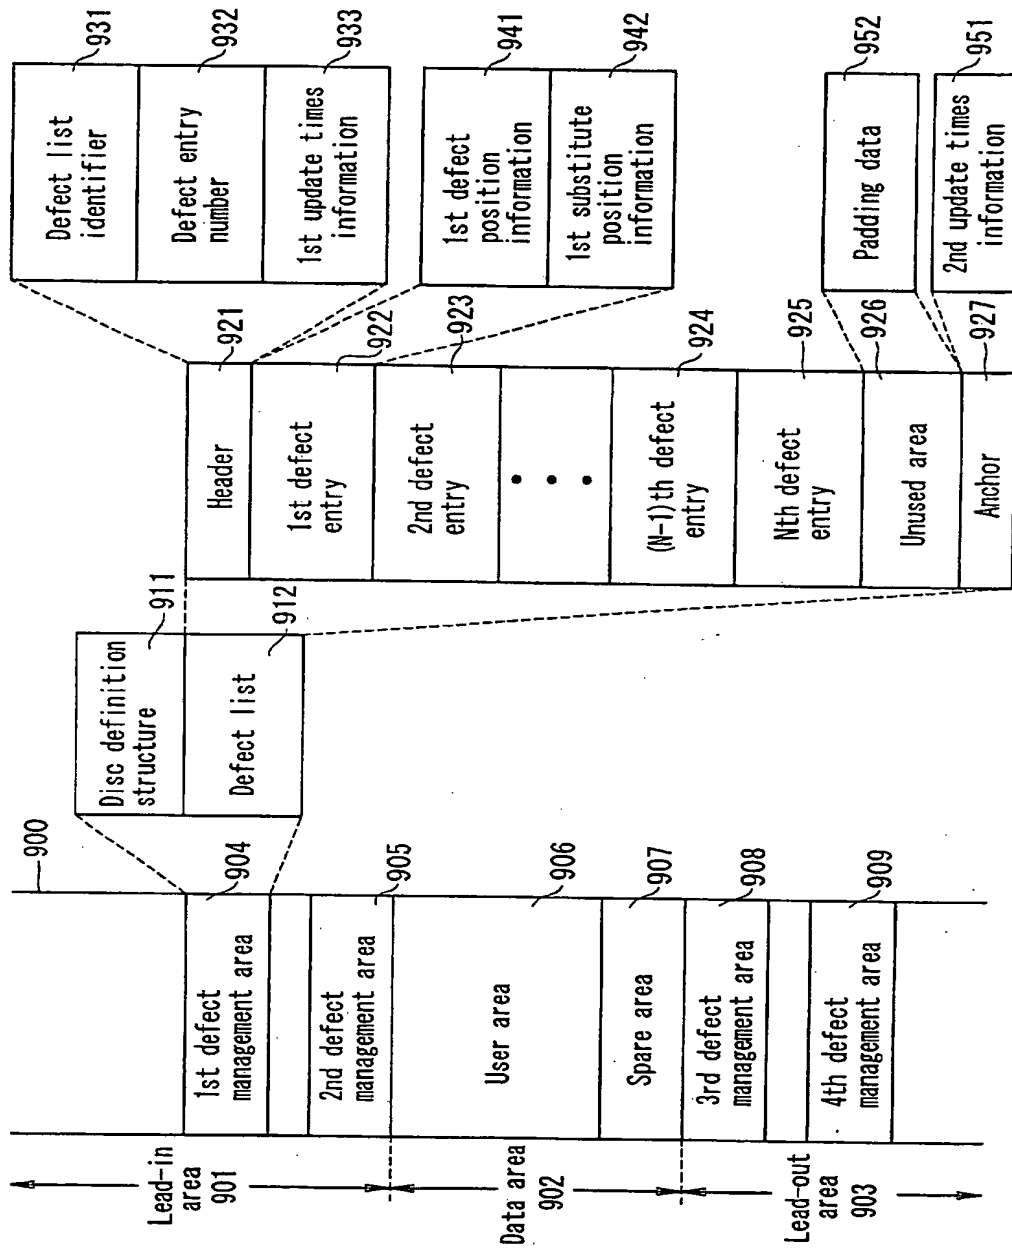 900
Lead-in
area
901
Data area
902
Lead-out
area
903
1st defect
management area
904
2nd defect
management area
905
User area
906
Spare area
907
3rd defect
management area
908
4th defect
management area
909
Disc definition
structure
911
Defect list
912
Header
921
1st defect
entry
922
2nd defect
entry
923
(N-1)th defect
entry
924
Nth defect
entry
925
Unused area
926
Anchor
927
Defect list
identifier
931
Defect entry
number
932
1st update times
information
933
1st defect
position
information
941
1st substitute
position
information
942
Padding data
952
2nd update times
information
951